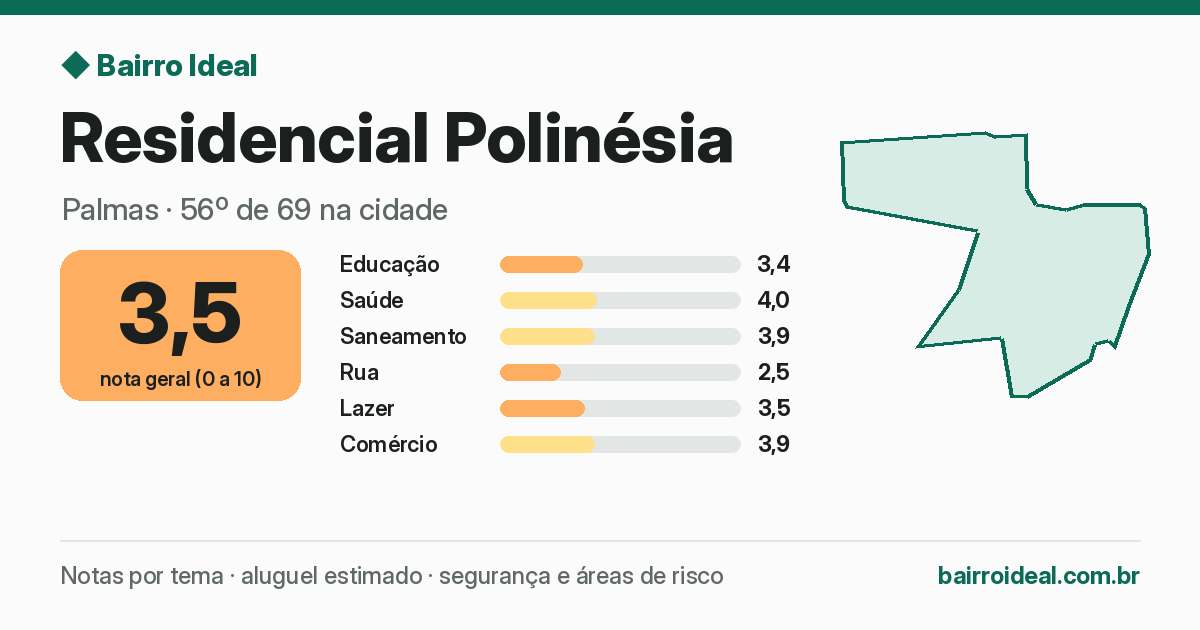 Bairro Ideal
Residencial Polinésia
Palmas · 56º de 69 na cidade
3,5
nota geral (0 a 10)
Educação 3,4
Saúde 4,0
Saneamento 3,9
Rua 2,5
Lazer 3,5
Comércio 3,9
Notas por tema · aluguel estimado · segurança e áreas de risco
bairroideal.com.br